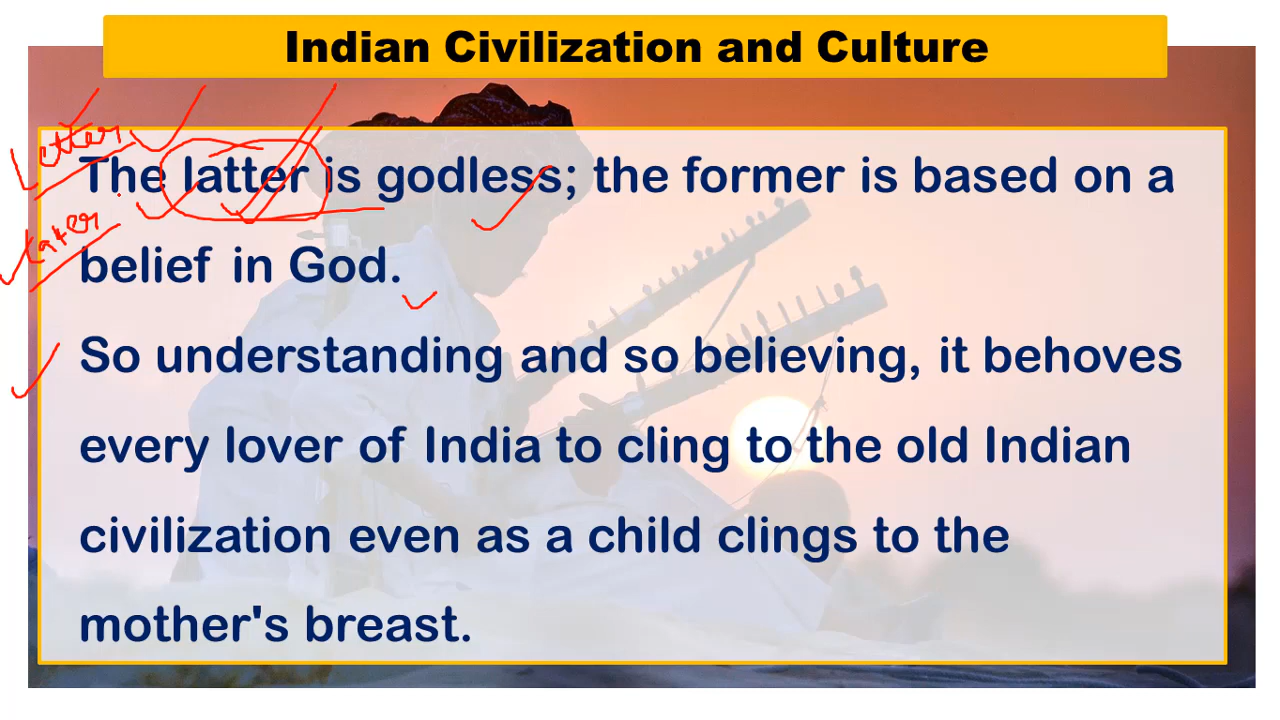 Indian Civilization and Culture
etter
The latter is godless; the former is based on a
later
belief in God.
So understanding and so believing, it behoves
every lover of India to cling to the old Indian
civilization even as a child clings to the
mother's breast.